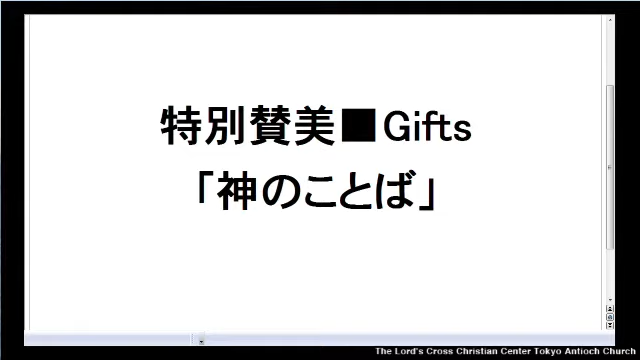 特別賛美■Gifts
「神のことば」
The Lord's Cross Christian Center Tokyo Antioch Church